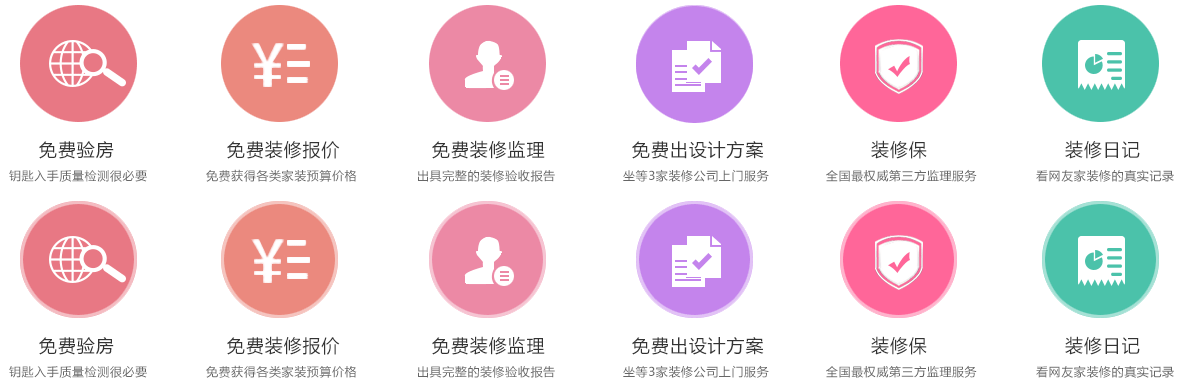 免费验房 免费装修报价 免费装修监理 免费出设计方案 装修保 装修日记
钥匙入手质量检测很必要 免费获得各类家装预算价格 出具完整的装修验收报告 坐等3家装修公司上门服务 全国最权威第三方监理服务 看网友家装修的真实记录
免费验房 免费装修报价 免费装修监理 免费出设计方案 装修保 装修日记
钥匙入手质量检测很必要 免费获得各类家装预算价格 出具完整的装修验收报告 坐等3家装修公司上门服务 全国最权威第三方监理服务 看网友家装修的真实记录